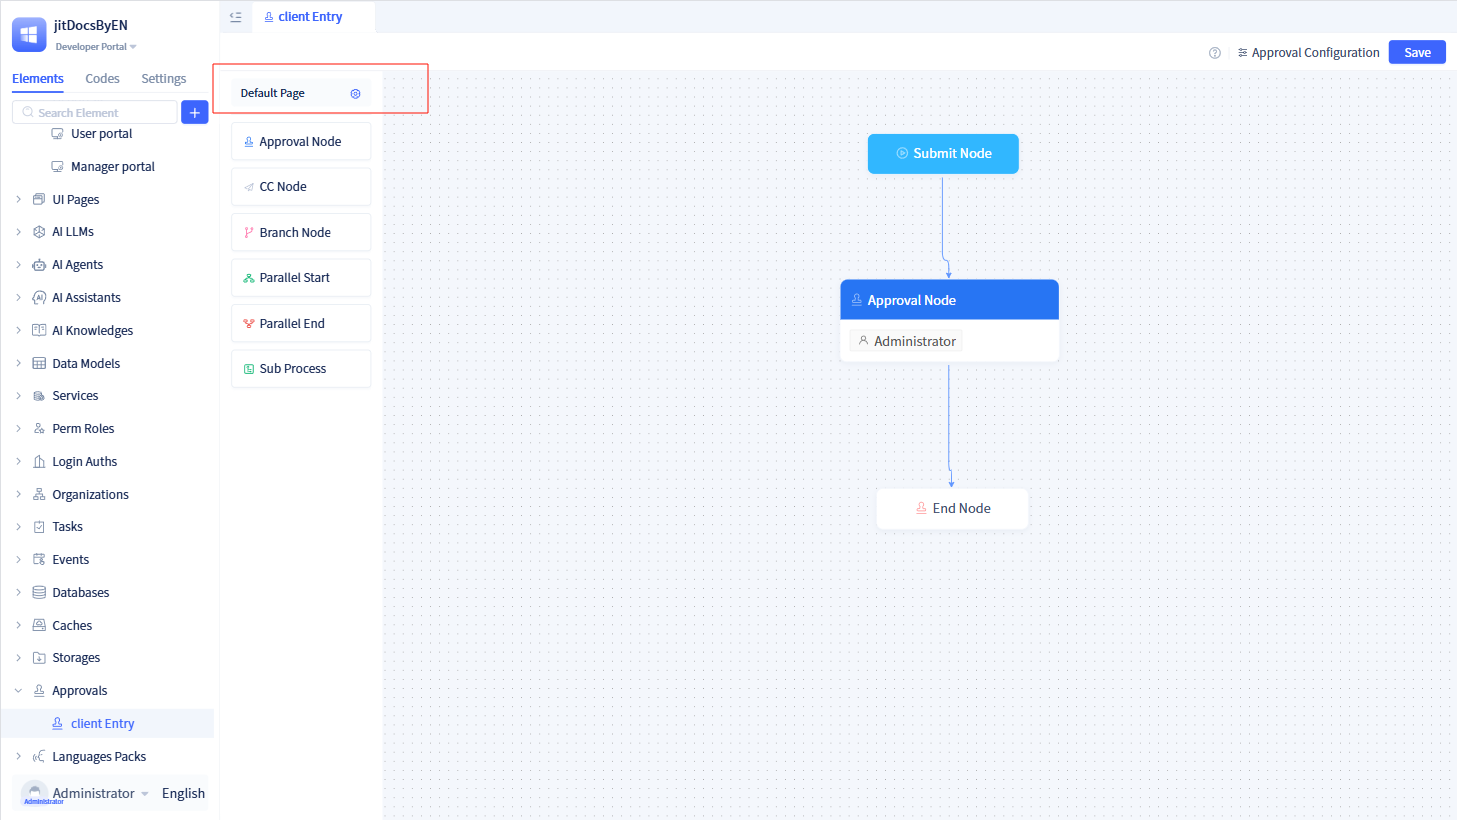 jitDocsByEN
Developer Portal
Elements
Codes
Settings
Search Element
User portal
Manager portal
UI Pages
AI LLMs
AI Agents
AI Assistants
AI Knowledges
Data Models
Services
Perm Roles
Login Auths
Organizations
Tasks
Events
Databases
Caches
Storages
Approvals
client Entry
Languages Packs
Administrator
Administrator
English
client Entry
Approval Configuration
Save
Default Page
Approval Node
CC Node
Branch Node
Parallel Start
Parallel End
Sub Process
Submit Node
Approval Node
Administrator
End Node